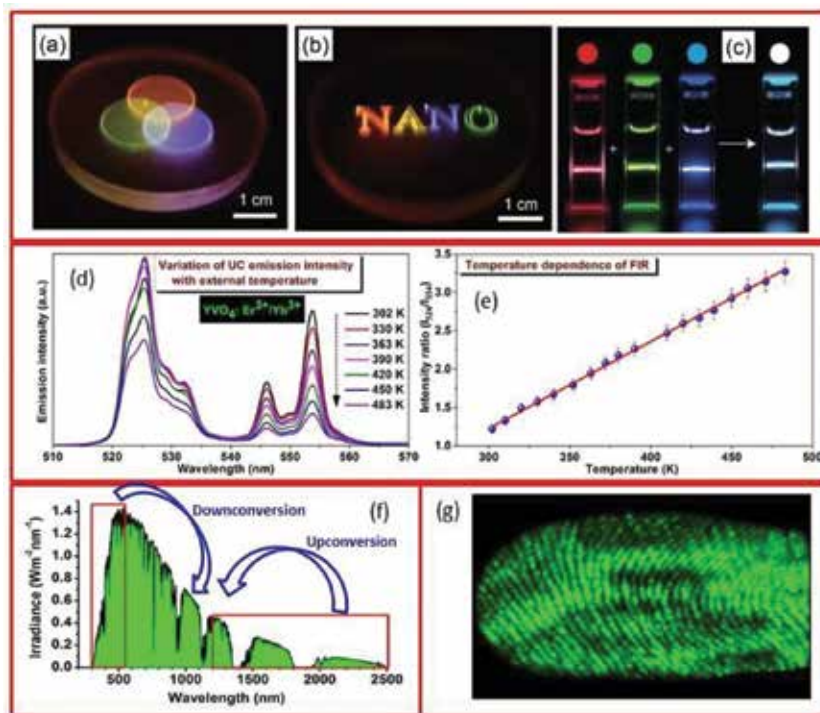 (a)
1 cm
(b)
NANO
1 cm
(c)
+
+
(d)
Variation of UC emission intensity
with external temperature
YVO₄: Er³⁺/Yb³⁺
302 K
330 K
363 K
390 K
420 K
450 K
483 K
Emission intensity (a.u.)
510 520 530 540 550 560 570
Wavelength (nm)
(e)
Temperature dependence of FIR
3.5
3.0
2.5
2.0
1.5
1.0
300 350 400 450 500
Temperature (K)
(f)
Downconversion
Upconversion
Irradiance (Wm⁻²nm⁻¹)
1.4
1.2
1.0
0.8
0.6
0.4
0.2
0.0
500 1000 1500 2000 2500
Wavelength (nm)
(g)